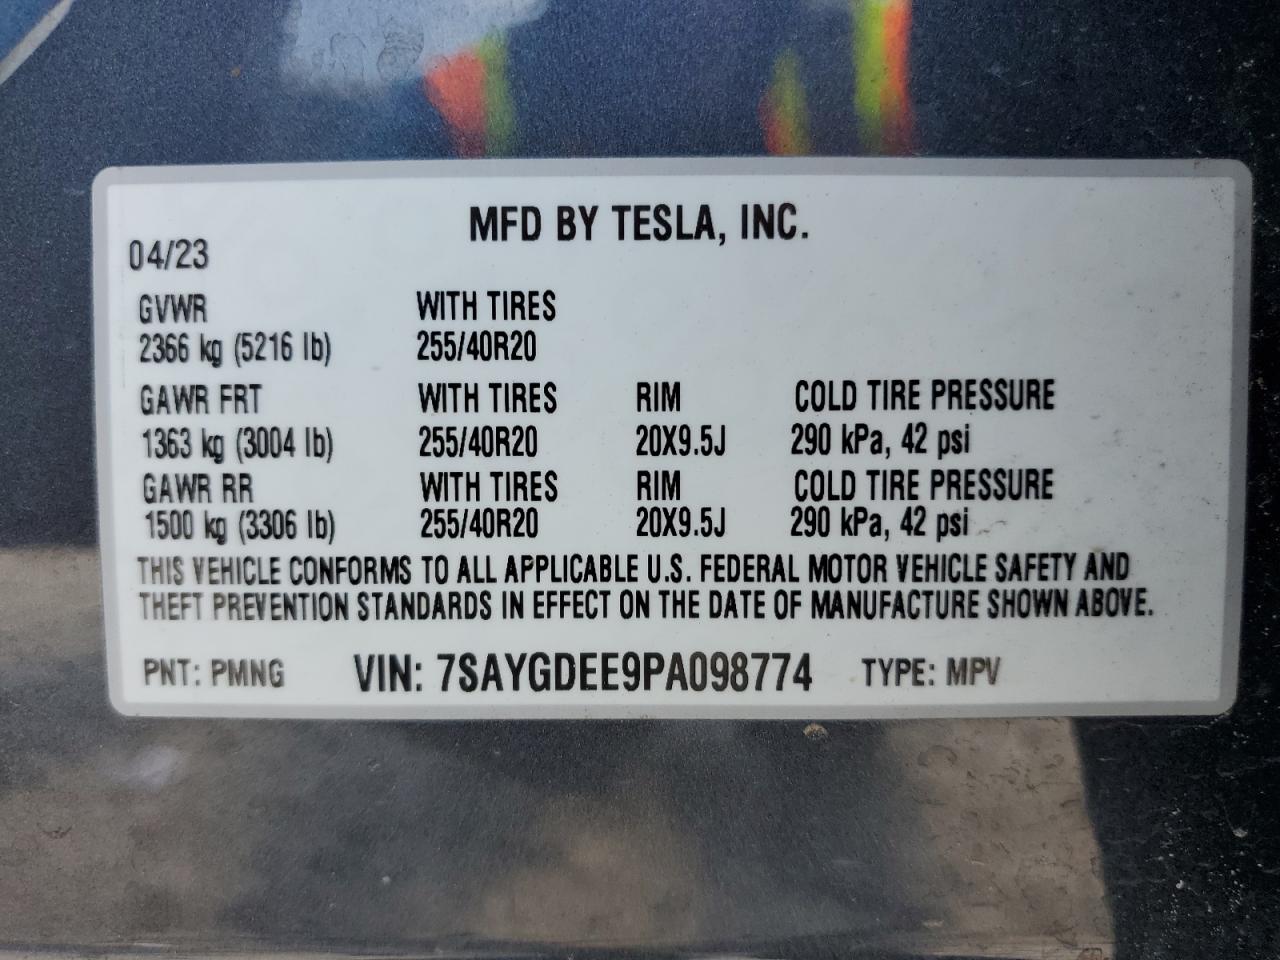 MFD BY TESLA, INC.
04/23
GVWR WITH TIRES
2366 kg (5216 lb) 255/40R20
GAWR FRT WITH TIRES RIM COLD TIRE PRESSURE
1363 kg (3004 lb) 255/40R20 20X9.5J 290 kPa, 42 psi
GAWR RR WITH TIRES RIM COLD TIRE PRESSURE
1500 kg (3306 lb) 255/40R20 20X9.5J 290 kPa, 42 psi
THIS VEHICLE CONFORMS TO ALL APPLICABLE U.S. FEDERAL MOTOR VEHICLE SAFETY AND
THEFT PREVENTION STANDARDS IN EFFECT ON THE DATE OF MANUFACTURE SHOWN ABOVE.
PNT: PMNG VIN: 7SAYGDEE9PA098774 TYPE: MPV